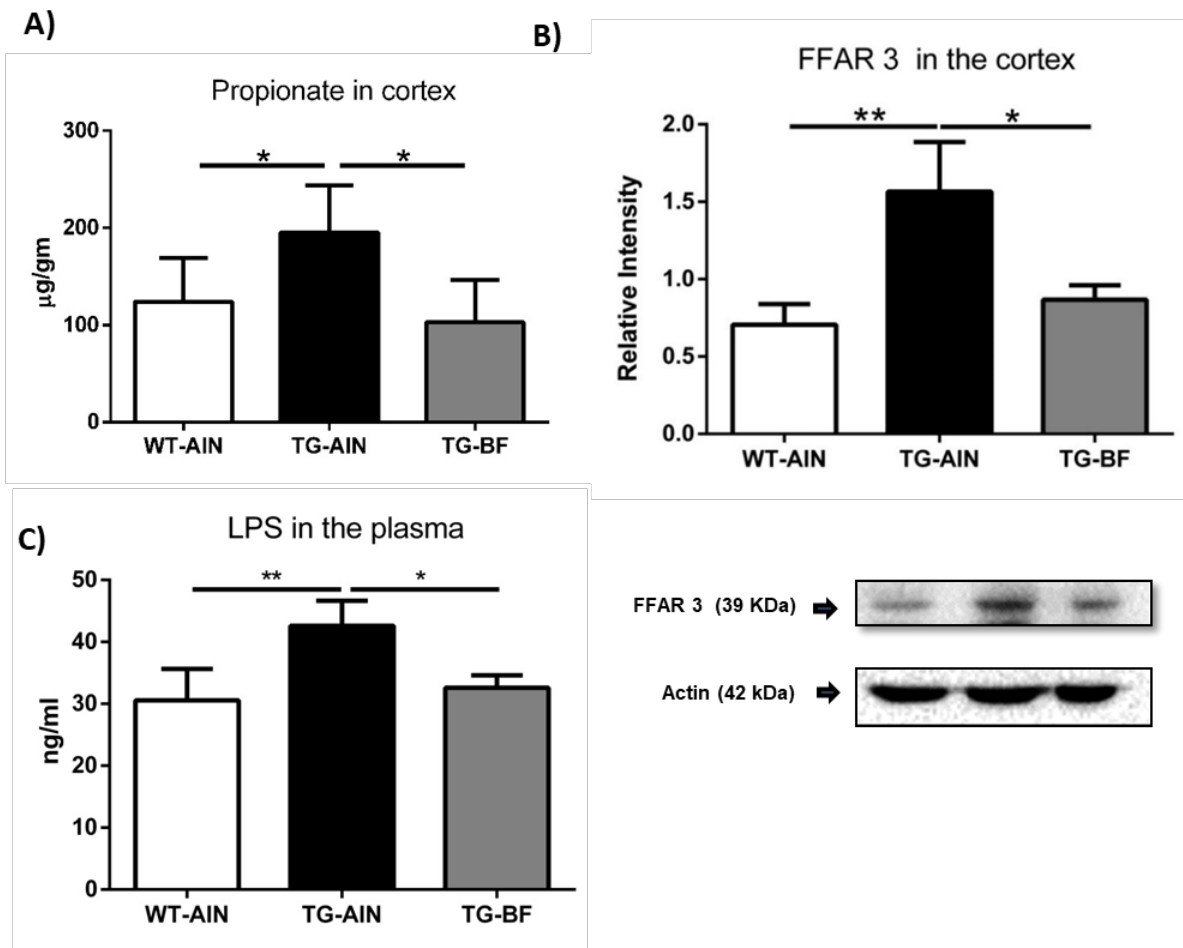 A)
Propionate in cortex
300
200
100
0
µg/gm
* *
WT-AIN TG-AIN TG-BF
B)
FFAR 3 in the cortex
2.0
1.5
1.0
0.5
0.0
Relative Intensity
** *
WT-AIN TG-AIN TG-BF
C)
LPS in the plasma
50
40
30
20
10
0
ng/ml
** *
WT-AIN TG-AIN TG-BF
FFAR 3 (39 KDa)
Actin (42 kDa)